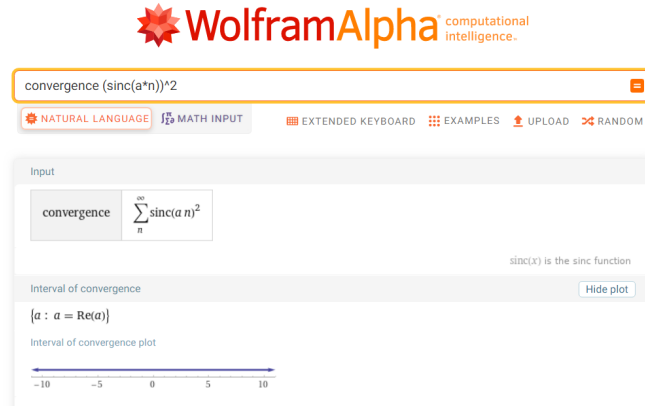 WolframAlpha computational intelligence.
convergence (sinc(a*n))^2
NATURAL LANGUAGE MATH INPUT EXTENDED KEYBOARD EXAMPLES UPLOAD RANDOM
Input
convergence ∑ₙ^∞ sinc(a n)²
sinc(x) is the sinc function
Interval of convergence Hide plot
{a : a = Re(a)}
Interval of convergence plot
-10 -5 0 5 10